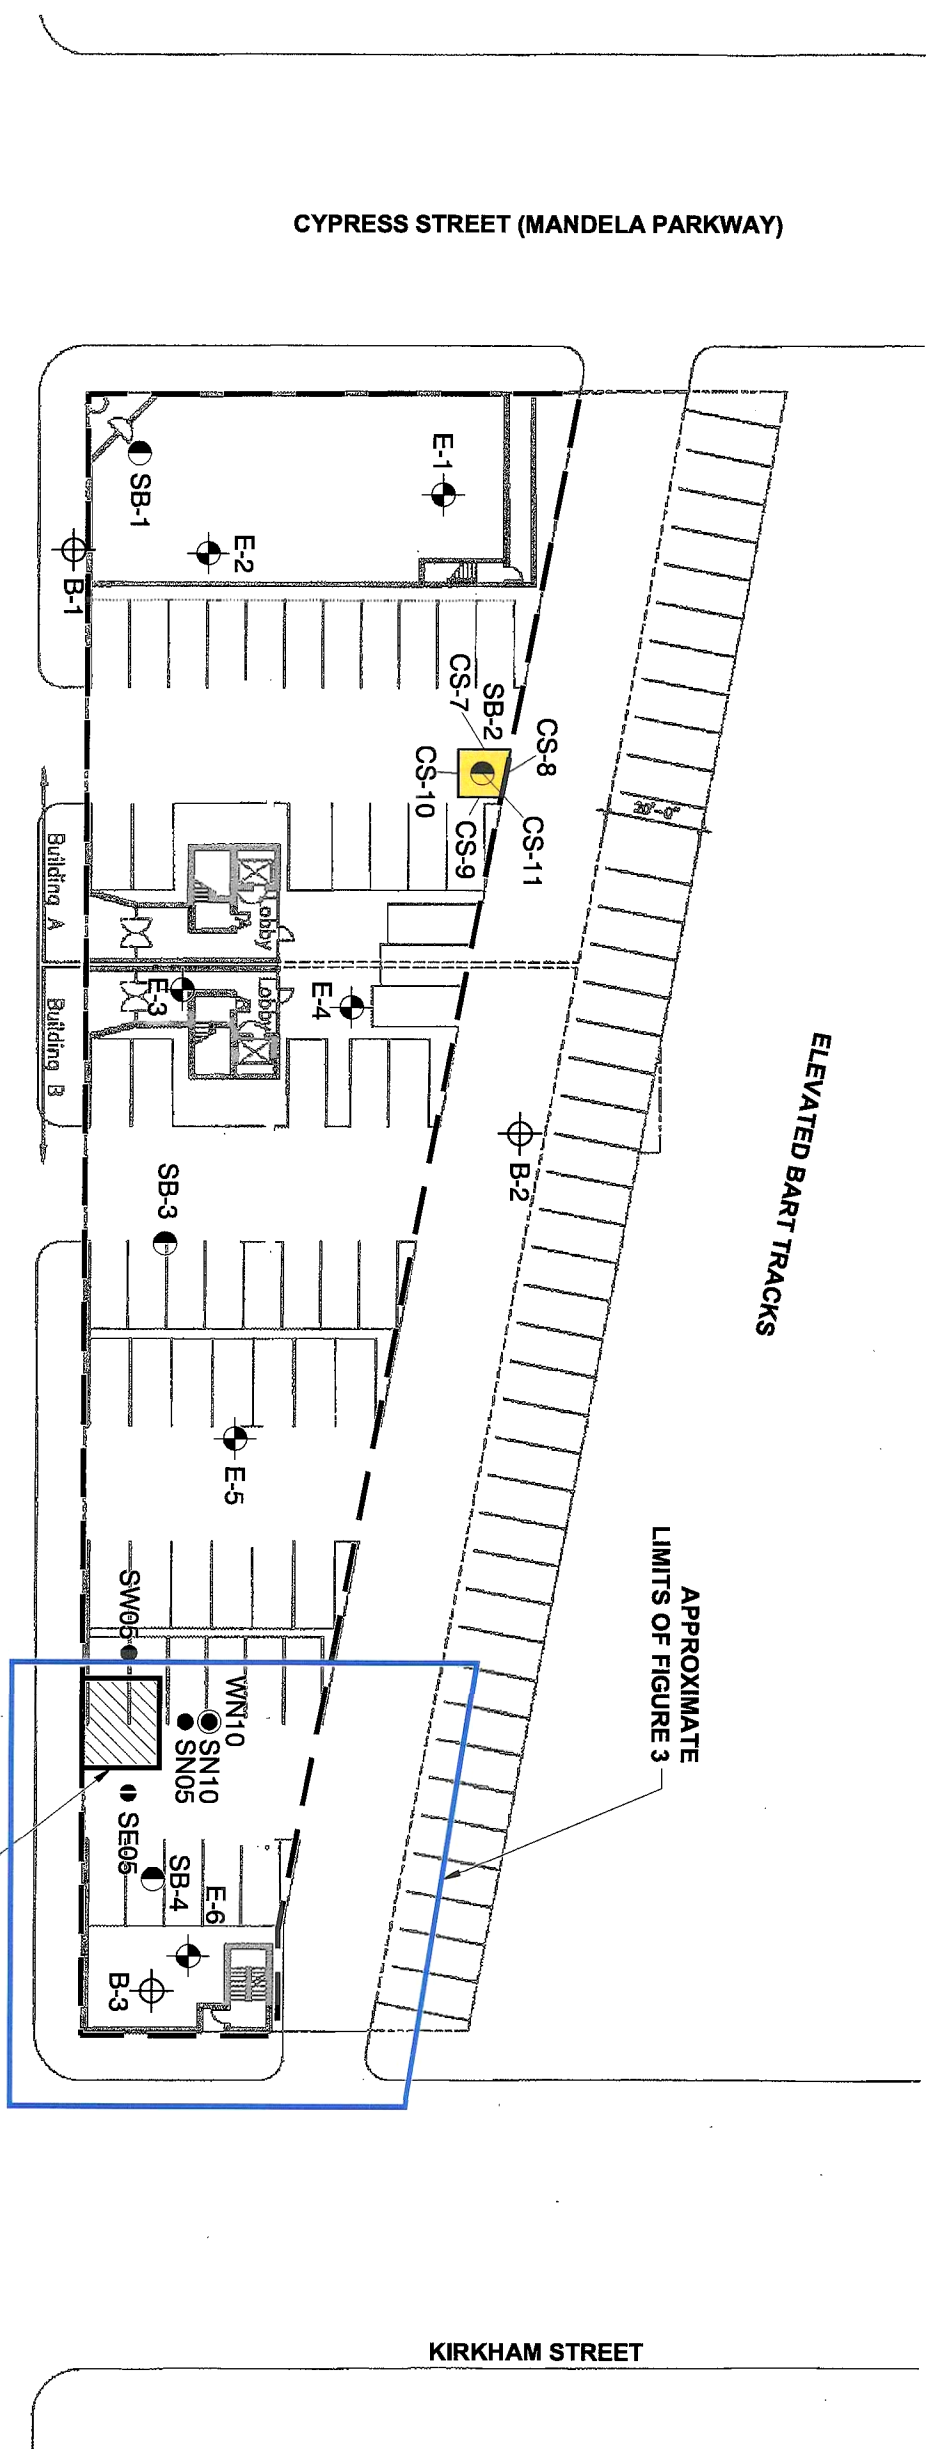 CYPRESS STREET (MANDELA PARKWAY)
E-1
SB-1
E-2
B-1
CS-7
SB-2
CS-8
CS-10
CS-9
CS-11
20'-0"
Building A
Lobby
E-3
Lobby
E-4
Building B
ELEVATED BART TRACKS
B-2
SB-3
E-5
APPROXIMATE
LIMITS OF FIGURE 3
SW05
WN10
SN10
SN05
SE05
SB-4
E-6
B-3
KIRKHAM STREET